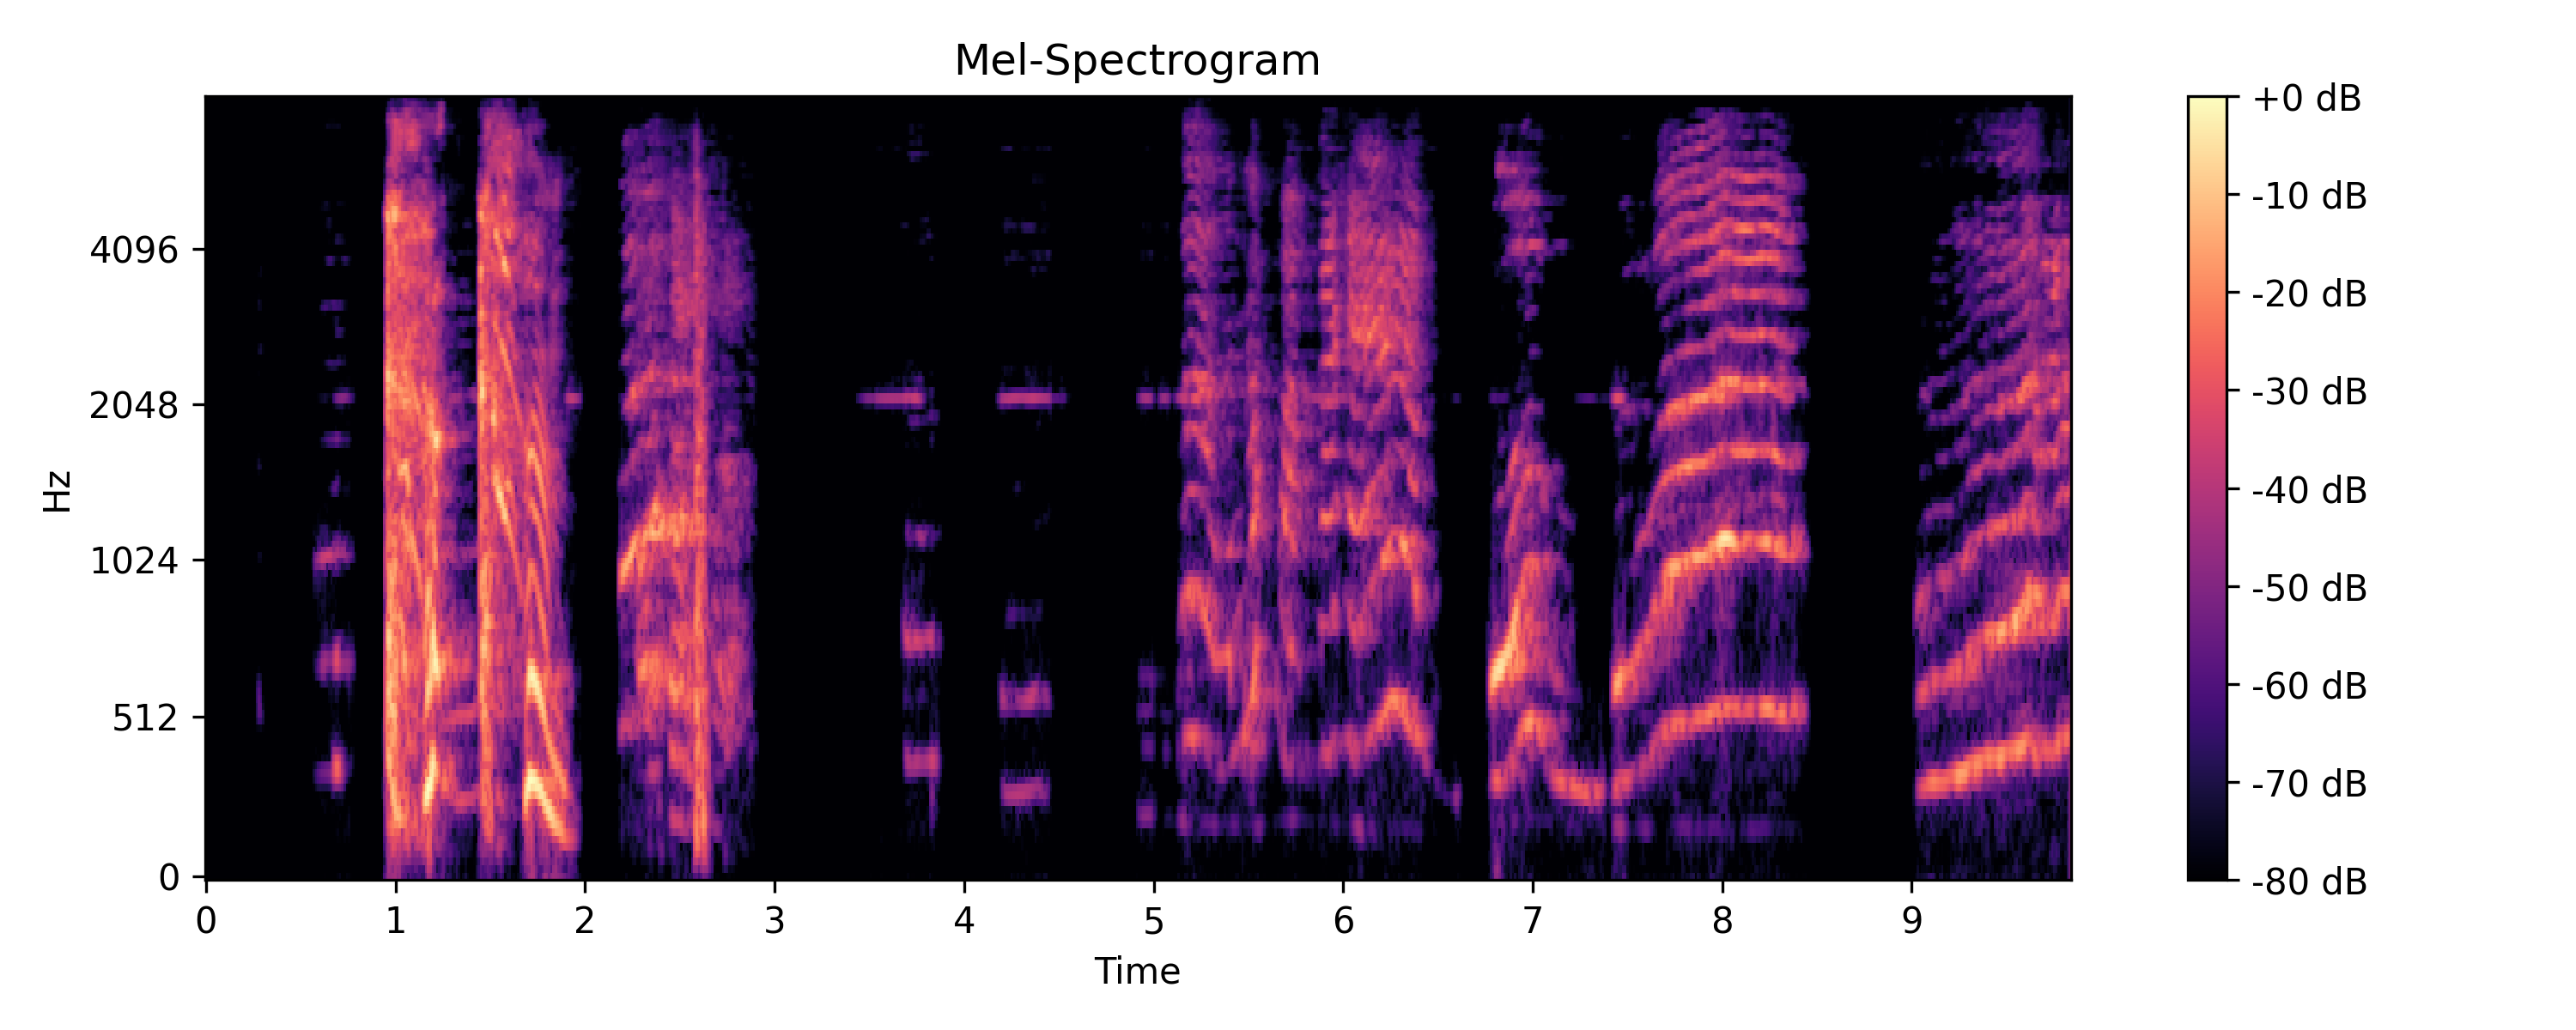 Mel-Spectrogram
+0 dB
-10 dB
4096
-20 dB
-30 dB
2048
Hz
-40 dB
1024
-50 dB
512
-60 dB
-70 dB
0
-80 dB
0 1 2 3 4 5 6 7 8 9
Time